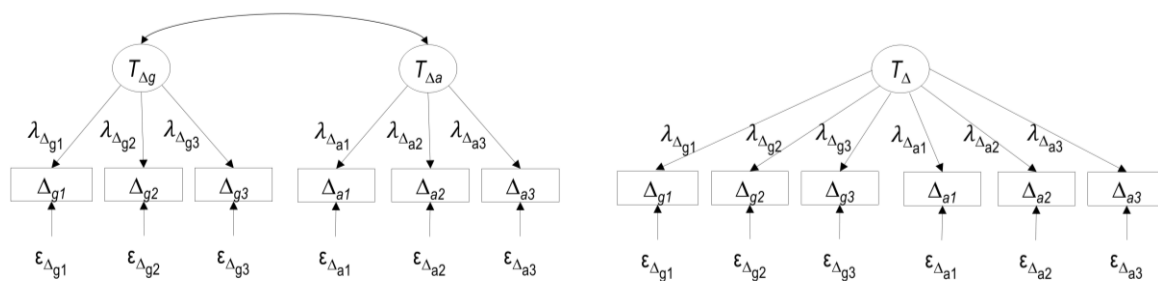 T_Δg T_Δa T_Δ
λ_Δg1 λ_Δg2 λ_Δg3 λ_Δa1 λ_Δa2 λ_Δa3 λ_Δg1 λ_Δg2 λ_Δg3 λ_Δa1 λ_Δa2 λ_Δa3
Δg1 Δg2 Δg3 Δa1 Δa2 Δa3 Δg1 Δg2 Δg3 Δa1 Δa2 Δa3
ε_Δg1 ε_Δg2 ε_Δg3 ε_Δa1 ε_Δa2 ε_Δa3 ε_Δg1 ε_Δg2 ε_Δg3 ε_Δa1 ε_Δa2 ε_Δa3